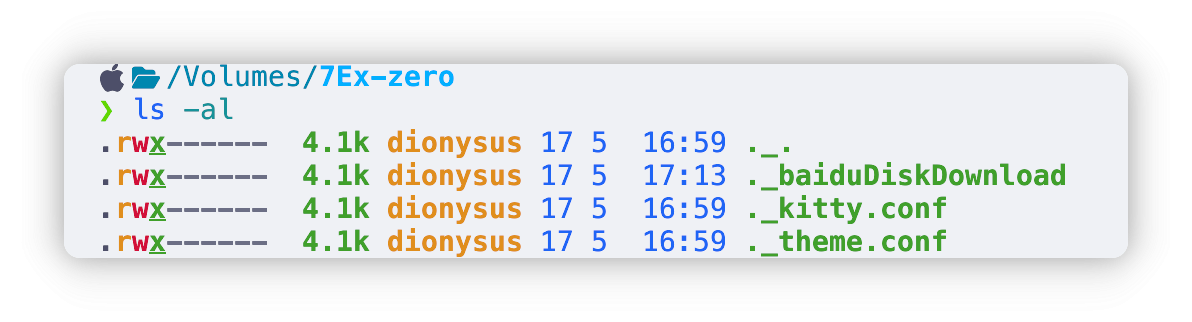 /Volumes/7Ex-zero
❯ ls -al
.rwx------ 4.1k dionysus 17 5 16:59 ._.
.rwx------ 4.1k dionysus 17 5 17:13 ._baiduDiskDownload
.rwx------ 4.1k dionysus 17 5 16:59 ._kitty.conf
.rwx------ 4.1k dionysus 17 5 16:59 ._theme.conf